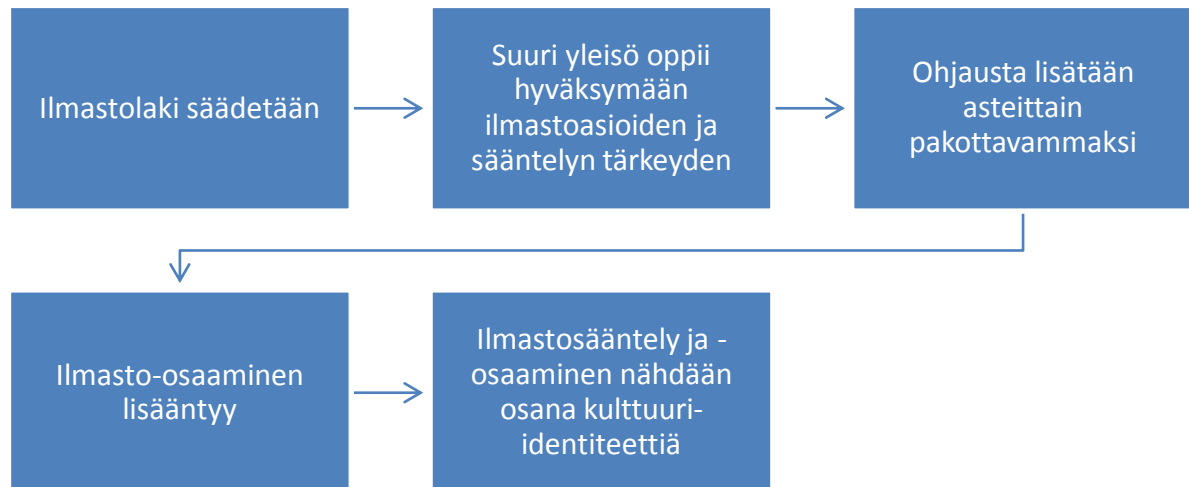 Ilmastolaki säädetään
Suuri yleisö oppii
hyväksymään
ilmastoasioiden ja
sääntelyn tärkeyden
Ohjausta lisätään
asteittain
pakottavammaksi
Ilmasto-osaaminen
lisääntyy
Ilmastosääntely ja -
osaaminen nähdään
osana kulttuuri-
identiteettiä